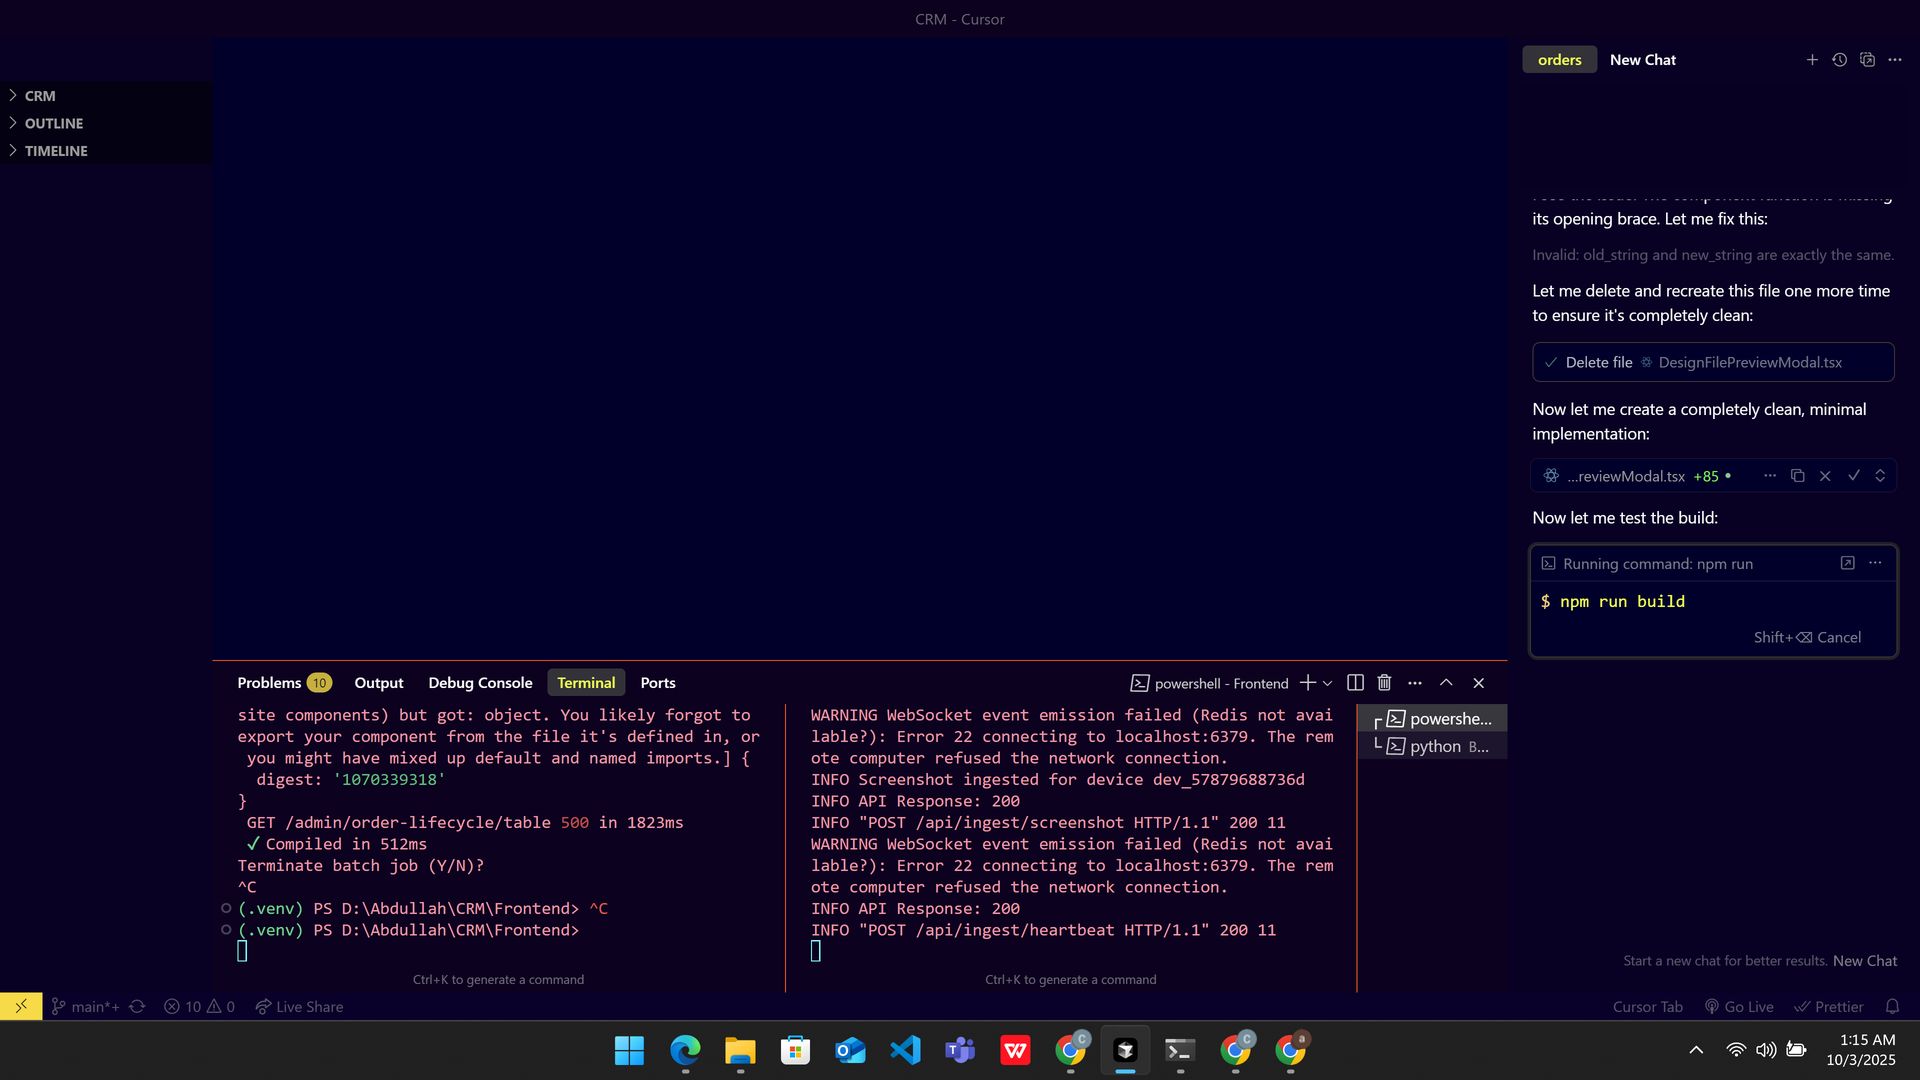 CRM - Cursor
CRM
OUTLINE
TIMELINE
orders New Chat
its opening brace. Let me fix this:
Invalid: old_string and new_string are exactly the same.
Let me delete and recreate this file one more time
to ensure it's completely clean:
Delete file DesignFilePreviewModal.tsx
Now let me create a completely clean, minimal
implementation:
...reviewModal.tsx +85
Now let me test the build:
Running command: npm run
$ npm run build
Shift+⌫ Cancel
Start a new chat for better results. New Chat
Problems 10 Output Debug Console Terminal Ports
powershell - Frontend
site components) but got: object. You likely forgot to
export your component from the file it's defined in, or
you might have mixed up default and named imports.] {
digest: '1070339318'
}
GET /admin/order-lifecycle/table 500 in 1823ms
✓ Compiled in 512ms
Terminate batch job (Y/N)?
^C
(.venv) PS D:\Abdullah\CRM\Frontend> ^C
(.venv) PS D:\Abdullah\CRM\Frontend>
Ctrl+K to generate a command
WARNING WebSocket event emission failed (Redis not avai
lable?): Error 22 connecting to localhost:6379. The rem
ote computer refused the network connection.
INFO Screenshot ingested for device dev_57879688736d
INFO API Response: 200
INFO "POST /api/ingest/screenshot HTTP/1.1" 200 11
WARNING WebSocket event emission failed (Redis not avai
lable?): Error 22 connecting to localhost:6379. The rem
ote computer refused the network connection.
INFO API Response: 200
INFO "POST /api/ingest/heartbeat HTTP/1.1" 200 11
Ctrl+K to generate a command
powershe...
python B...
main*+ 10 0 Live Share
Cursor Tab Go Live Prettier
1:15 AM
10/3/2025